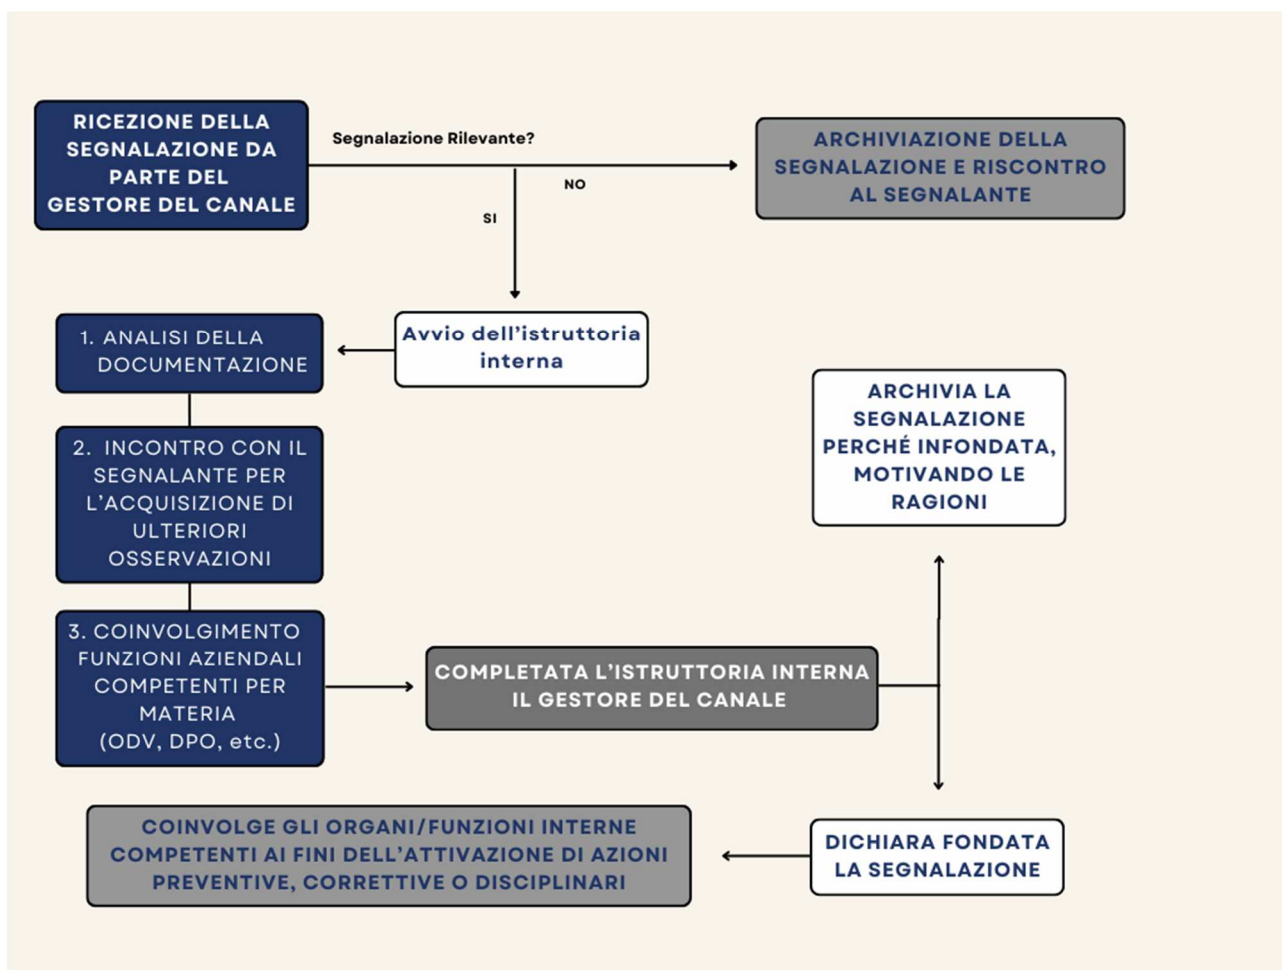 RICEZIONE DELLA
SEGNALAZIONE DA
PARTE DEL
GESTORE DEL CANALE
Segnalazione Rilevante?
NO
SI
ARCHIVIAZIONE DELLA
SEGNALAZIONE E RISCONTRO
AL SEGNALANTE
Avvio dell'istruttoria
interna
1. ANALISI DELLA
DOCUMENTAZIONE
2. INCONTRO CON IL
SEGNALANTE PER
L'ACQUISIZIONE DI
ULTERIORI
OSSERVAZIONI
3. COINVOLGIMENTO
FUNZIONI AZIENDALI
COMPETENTI PER
MATERIA
(ODV, DPO, etc.)
COMPLETATA L'ISTRUTTORIA INTERNA
IL GESTORE DEL CANALE
ARCHIVIA LA
SEGNALAZIONE
PERCHÉ INFONDATA,
MOTIVANDO LE
RAGIONI
DICHIARA FONDATA
LA SEGNALAZIONE
COINVOLGE GLI ORGANI/FUNZIONI INTERNE
COMPETENTI AI FINI DELL'ATTIVAZIONE DI AZIONI
PREVENTIVE, CORRETTIVE O DISCIPLINARI